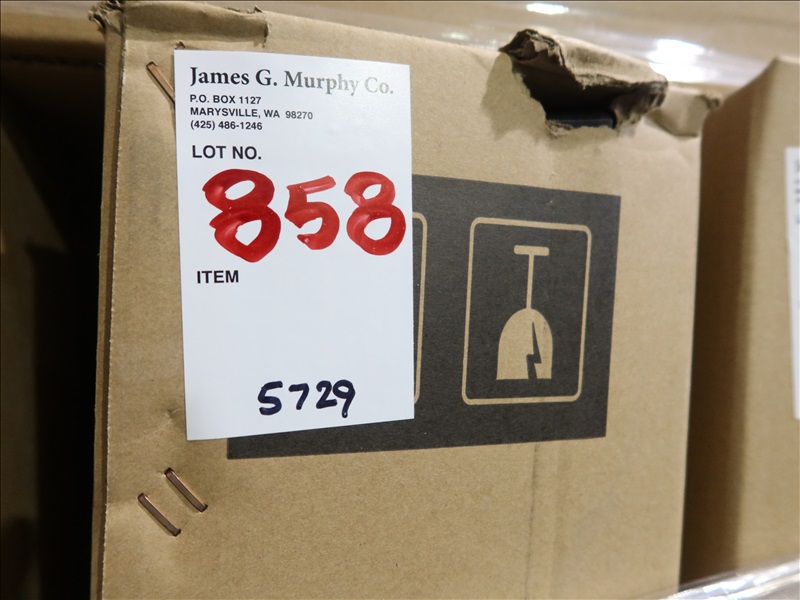 James G. Murphy Co.
P.O. BOX 1127
MARYSVILLE, WA 98270
(425) 486-1246
LOT NO.
858
ITEM
5729